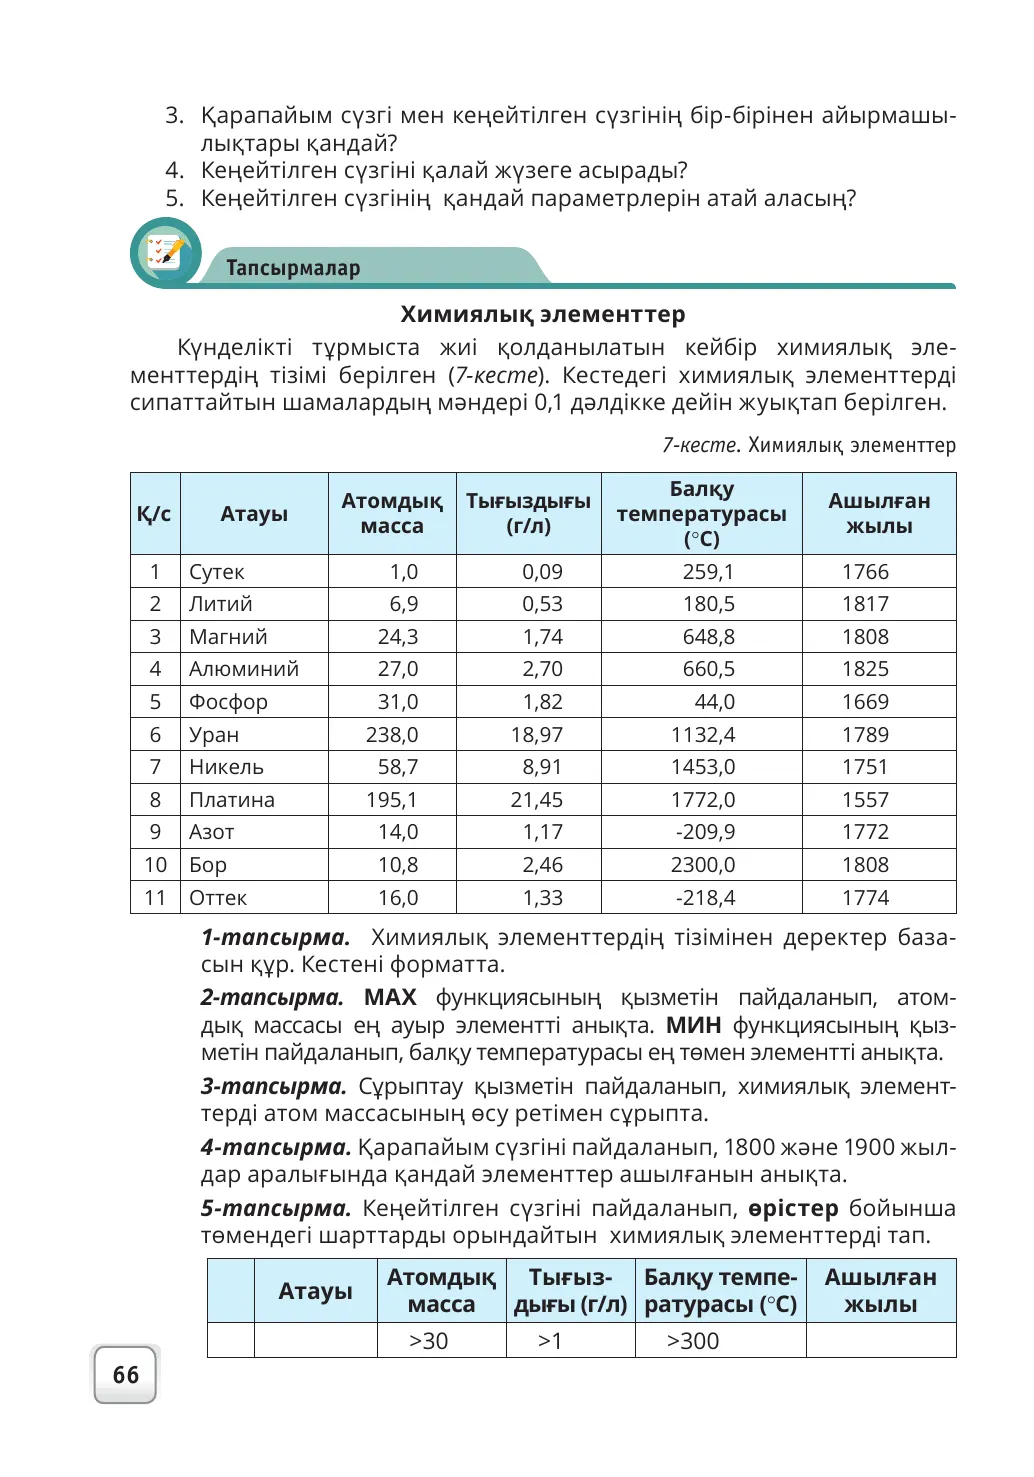 3. Қарапайым сүзгі мен кеңейтілген сүзгінің бір-бірінен айырмашы-
лықтары қандай?
4. Кеңейтілген сүзгіні қалай жүзеге асырады?
5. Кеңейтілген сүзгінің қандай параметрлерін атай аласың?
Тапсырмалар
Химиялық элементтер
Күнделікті тұрмыста жиі қолданылатын кейбір химиялық эле-
менттердің тізімі берілген (7-кесте). Кестедегі химиялық элементтерді
сипаттайтын шамалардың мәндері 0,1 дәлдікке дейін жуықтап берілген.
7-кесте. Химиялық элементтер
Қ/с Атауы Атомдық масса Тығыздығы (г/л) Балқу температурасы (°С) Ашылған жылы
1 Сутек 1,0 0,09 259,1 1766
2 Литий 6,9 0,53 180,5 1817
3 Магний 24,3 1,74 648,8 1808
4 Алюминий 27,0 2,70 660,5 1825
5 Фосфор 31,0 1,82 44,0 1669
6 Уран 238,0 18,97 1132,4 1789
7 Никель 58,7 8,91 1453,0 1751
8 Платина 195,1 21,45 1772,0 1557
9 Азот 14,0 1,17 -209,9 1772
10 Бор 10,8 2,46 2300,0 1808
11 Оттек 16,0 1,33 -218,4 1774
1-тапсырма. Химиялық элементтердің тізімінен деректер база-
сын құр. Кестені форматта.
2-тапсырма. МАХ функциясының қызметін пайдаланып, атом-
дық массасы ең ауыр элементті анықта. МИН функциясының қыз-
метін пайдаланып, балқу температурасы ең төмен элементті анықта.
3-тапсырма. Сұрыптау қызметін пайдаланып, химиялық элемент-
терді атом массасының өсу ретімен сұрыпта.
4-тапсырма. Қарапайым сүзгіні пайдаланып, 1800 және 1900 жыл-
дар аралығында қандай элементтер ашылғанын анықта.
5-тапсырма. Кеңейтілген сүзгіні пайдаланып, өрістер бойынша
төмендегі шарттарды орындайтын химиялық элементтерді тап.
Атауы Атомдық масса Тығыз- дығы (г/л) Балқу темпе- ратурасы (°С) Ашылған жылы
>30 >1 >300
66